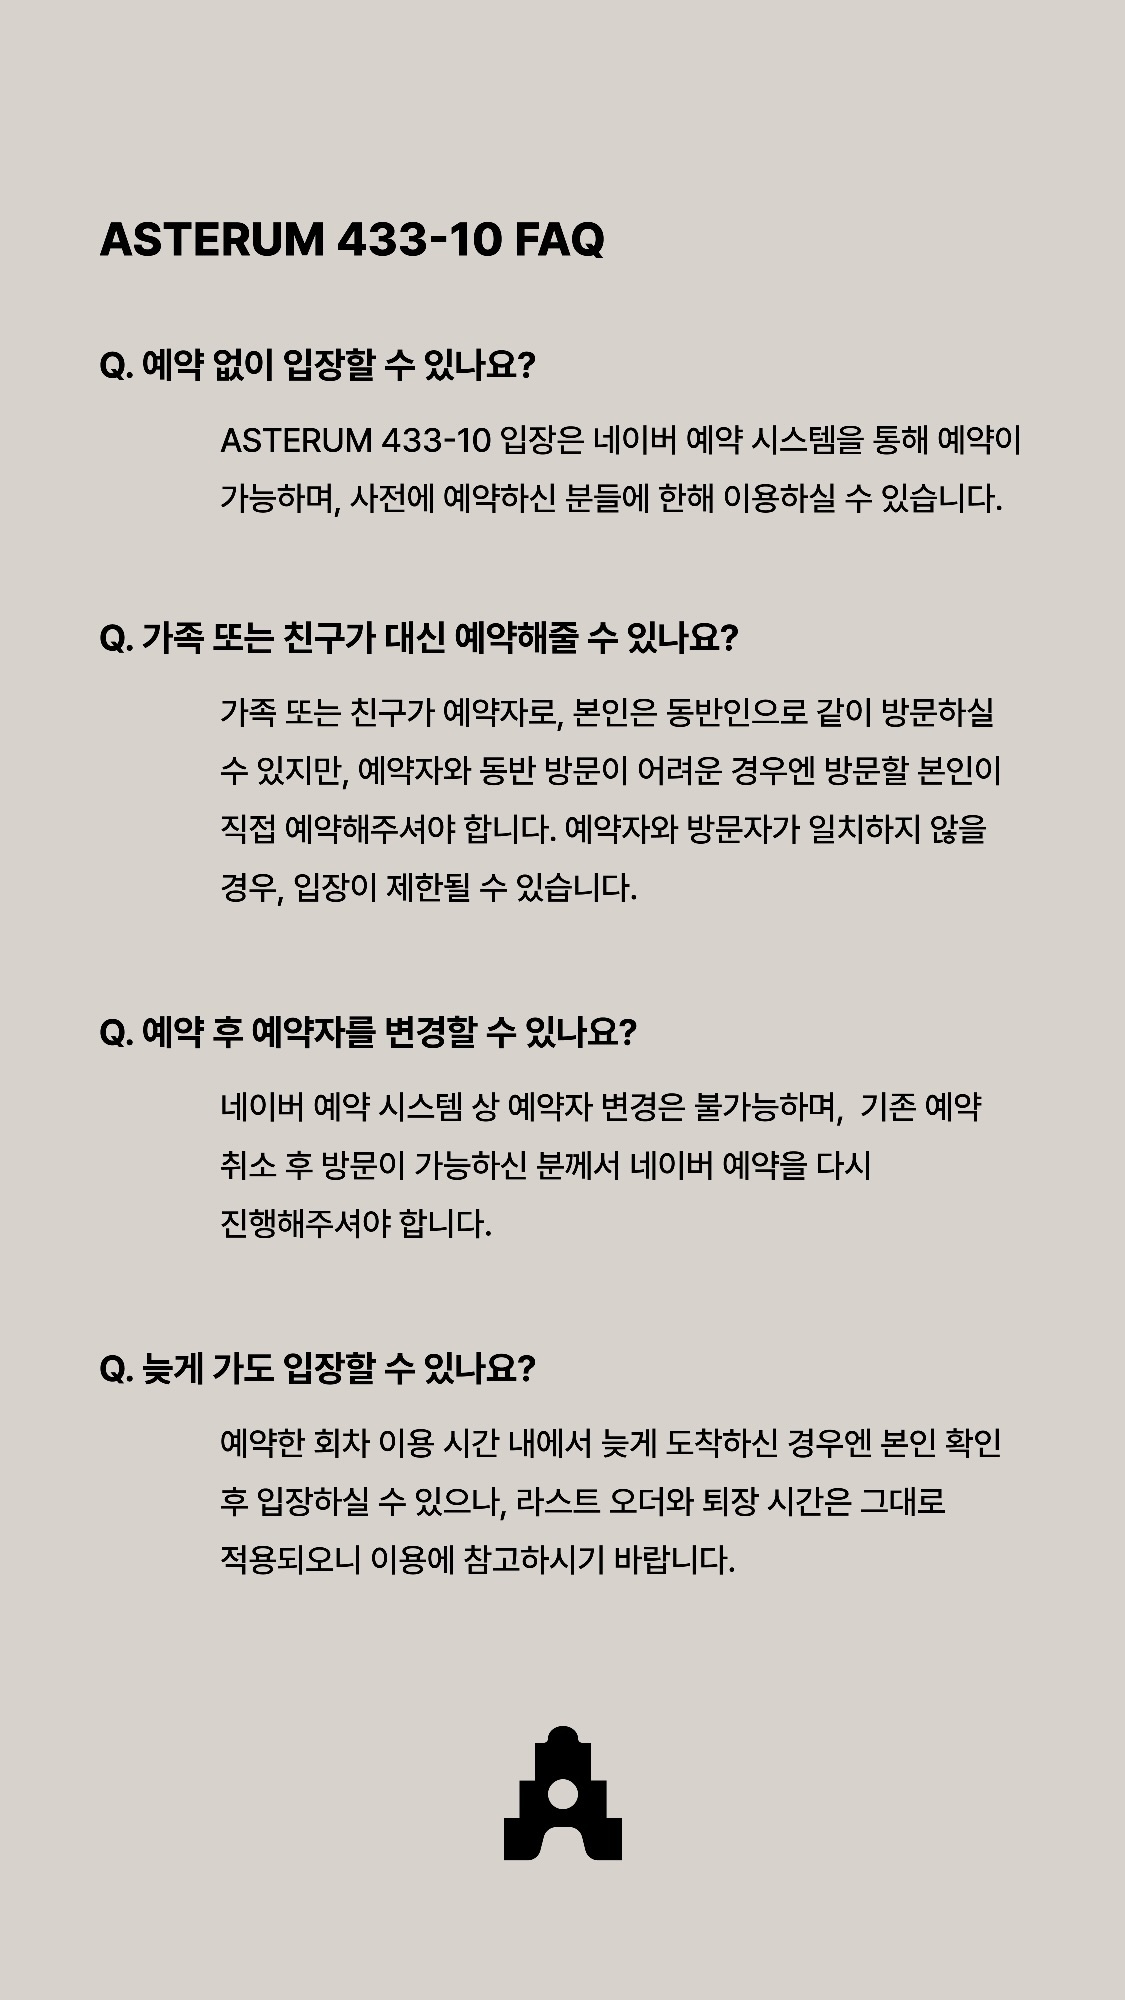 ASTERUM 433-10 FAQ
Q. 예약 없이 입장할 수 있나요?
ASTERUM 433-10 입장은 네이버 예약 시스템을 통해 예약이
가능하며, 사전에 예약하신 분들에 한해 이용하실 수 있습니다.
Q. 가족 또는 친구가 대신 예약해줄 수 있나요?
가족 또는 친구가 예약자로, 본인은 동반인으로 같이 방문하실
수 있지만, 예약자와 동반 방문이 어려운 경우엔 방문할 본인이
직접 예약해주셔야 합니다. 예약자와 방문자가 일치하지 않을
경우, 입장이 제한될 수 있습니다.
Q. 예약 후 예약자를 변경할 수 있나요?
네이버 예약 시스템 상 예약자 변경은 불가능하며,  기존 예약
취소 후 방문이 가능하신 분께서 네이버 예약을 다시
진행해주셔야 합니다.
Q. 늦게 가도 입장할 수 있나요?
예약한 회차 이용 시간 내에서 늦게 도착하신 경우엔 본인 확인
후 입장하실 수 있으나, 라스트 오더와 퇴장 시간은 그대로
적용되오니 이용에 참고하시기 바랍니다.